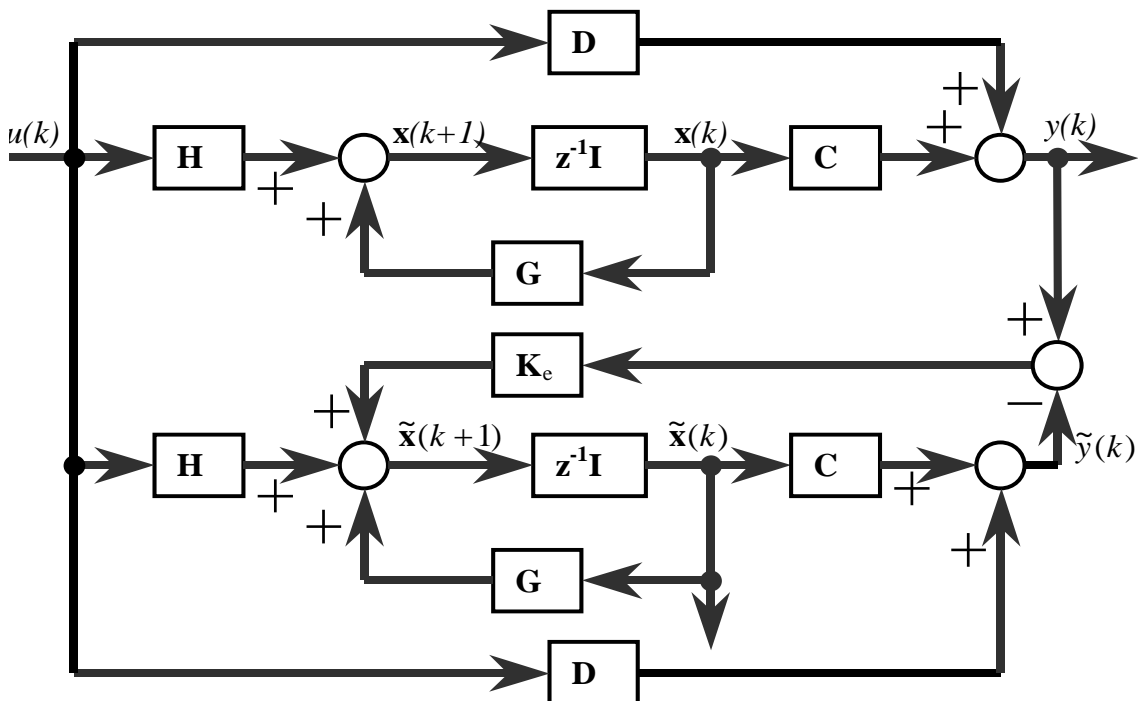 D
u(k) H + + x(k+1) z⁻¹I x(k) C + + y(k)
G
+
Kₑ
+ −
H + + x̃(k+1) z⁻¹I x̃(k) C + ỹ(k)
G +
D